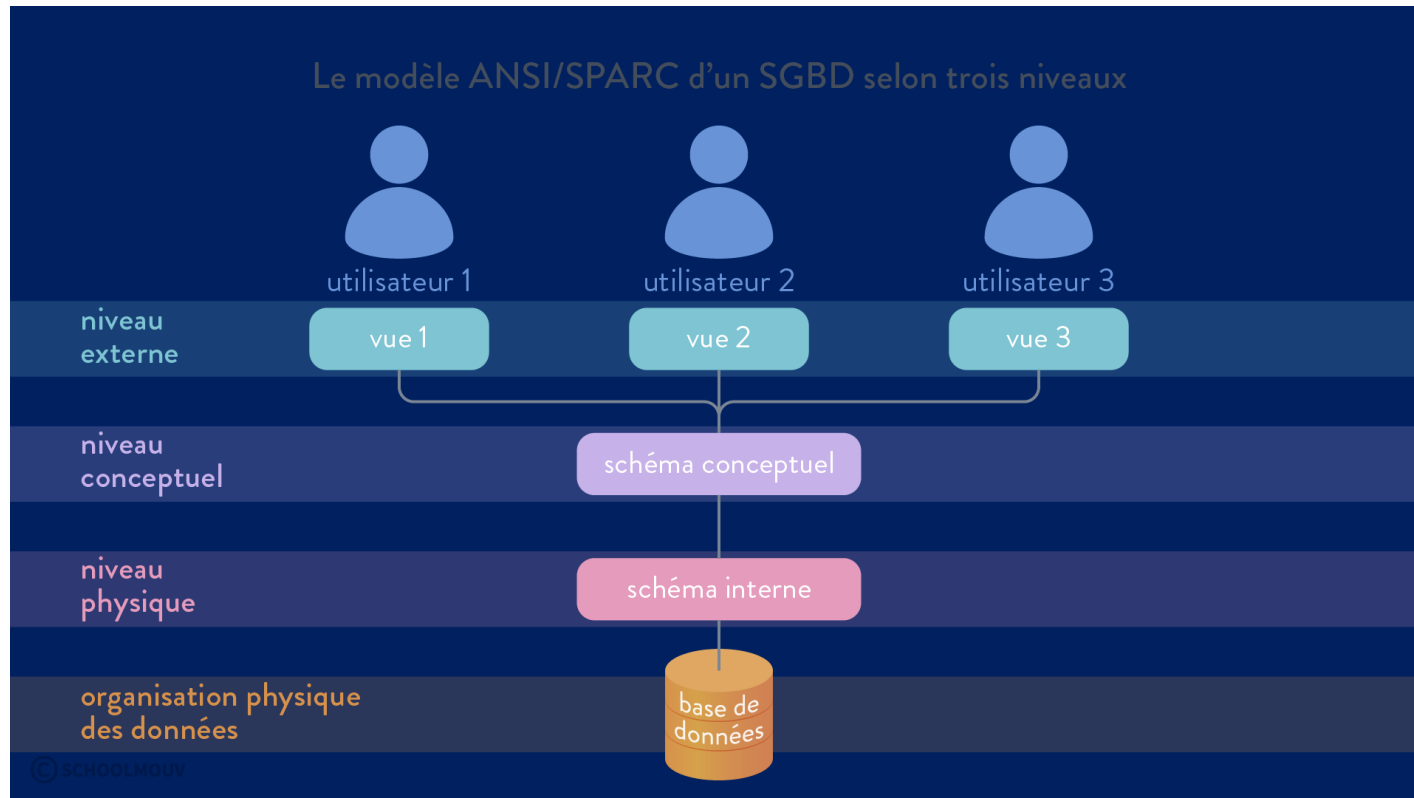 Le modèle ANSI/SPARC d'un SGBD selon trois niveaux
utilisateur 1
utilisateur 2
utilisateur 3
niveau
externe
vue 1
vue 2
vue 3
niveau
conceptuel
schéma conceptuel
niveau
physique
schéma interne
organisation physique
des données
base de
données
© SCHOOLMOUV